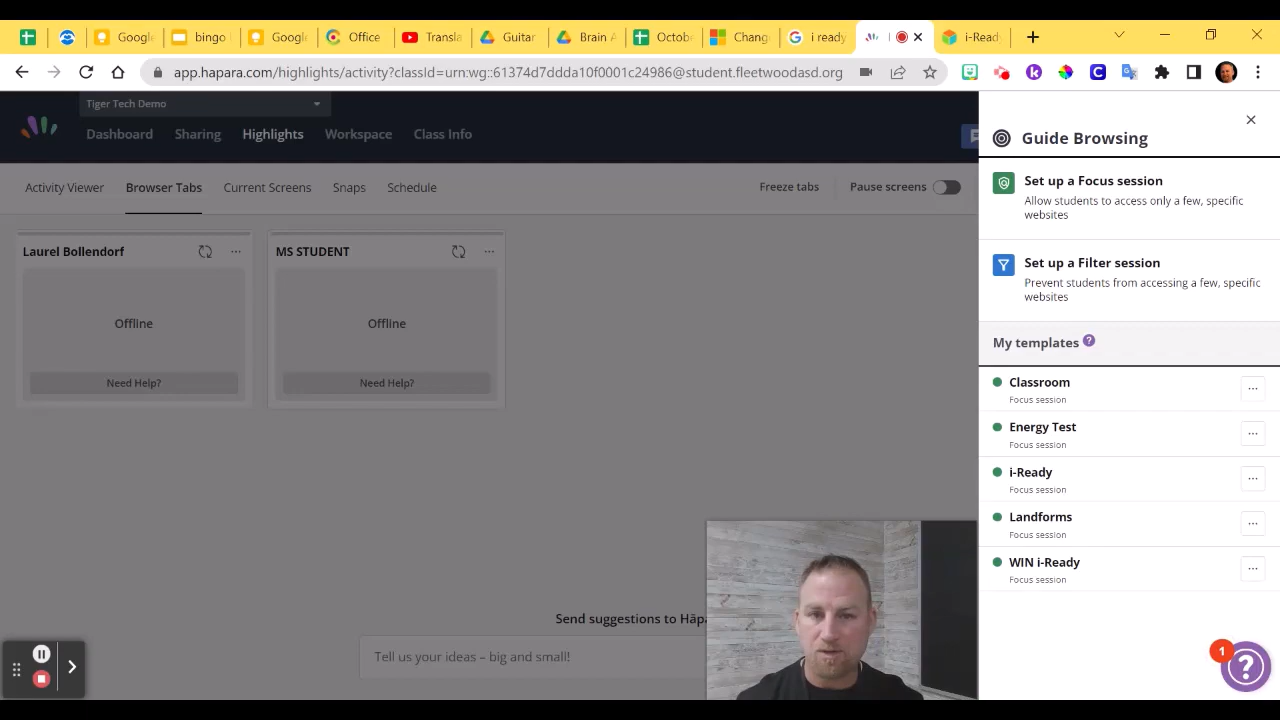 Google
bingo
Google
Office
Transla
Guitar
Brain A
Octobe
Chang
i ready
i-Ready
app.hapara.com/highlights/activity?classId=urn:wg::61374d7ddda10f0001c24986@student.fleetwoodasd.org
Tiger Tech Demo
Dashboard
Sharing
Highlights
Workspace
Class Info
Activity Viewer
Browser Tabs
Current Screens
Snaps
Schedule
Freeze tabs
Pause screens
Laurel Bollendorf
Offline
Need Help?
MS STUDENT
Offline
Need Help?
Send suggestions to Hāpa
Tell us your ideas – big and small!
Guide Browsing
Set up a Focus session
Allow students to access only a few, specific
websites
Set up a Filter session
Prevent students from accessing a few, specific
websites
My templates ?
Classroom
Focus session
Energy Test
Focus session
i-Ready
Focus session
Landforms
Focus session
WIN i-Ready
Focus session
1
?